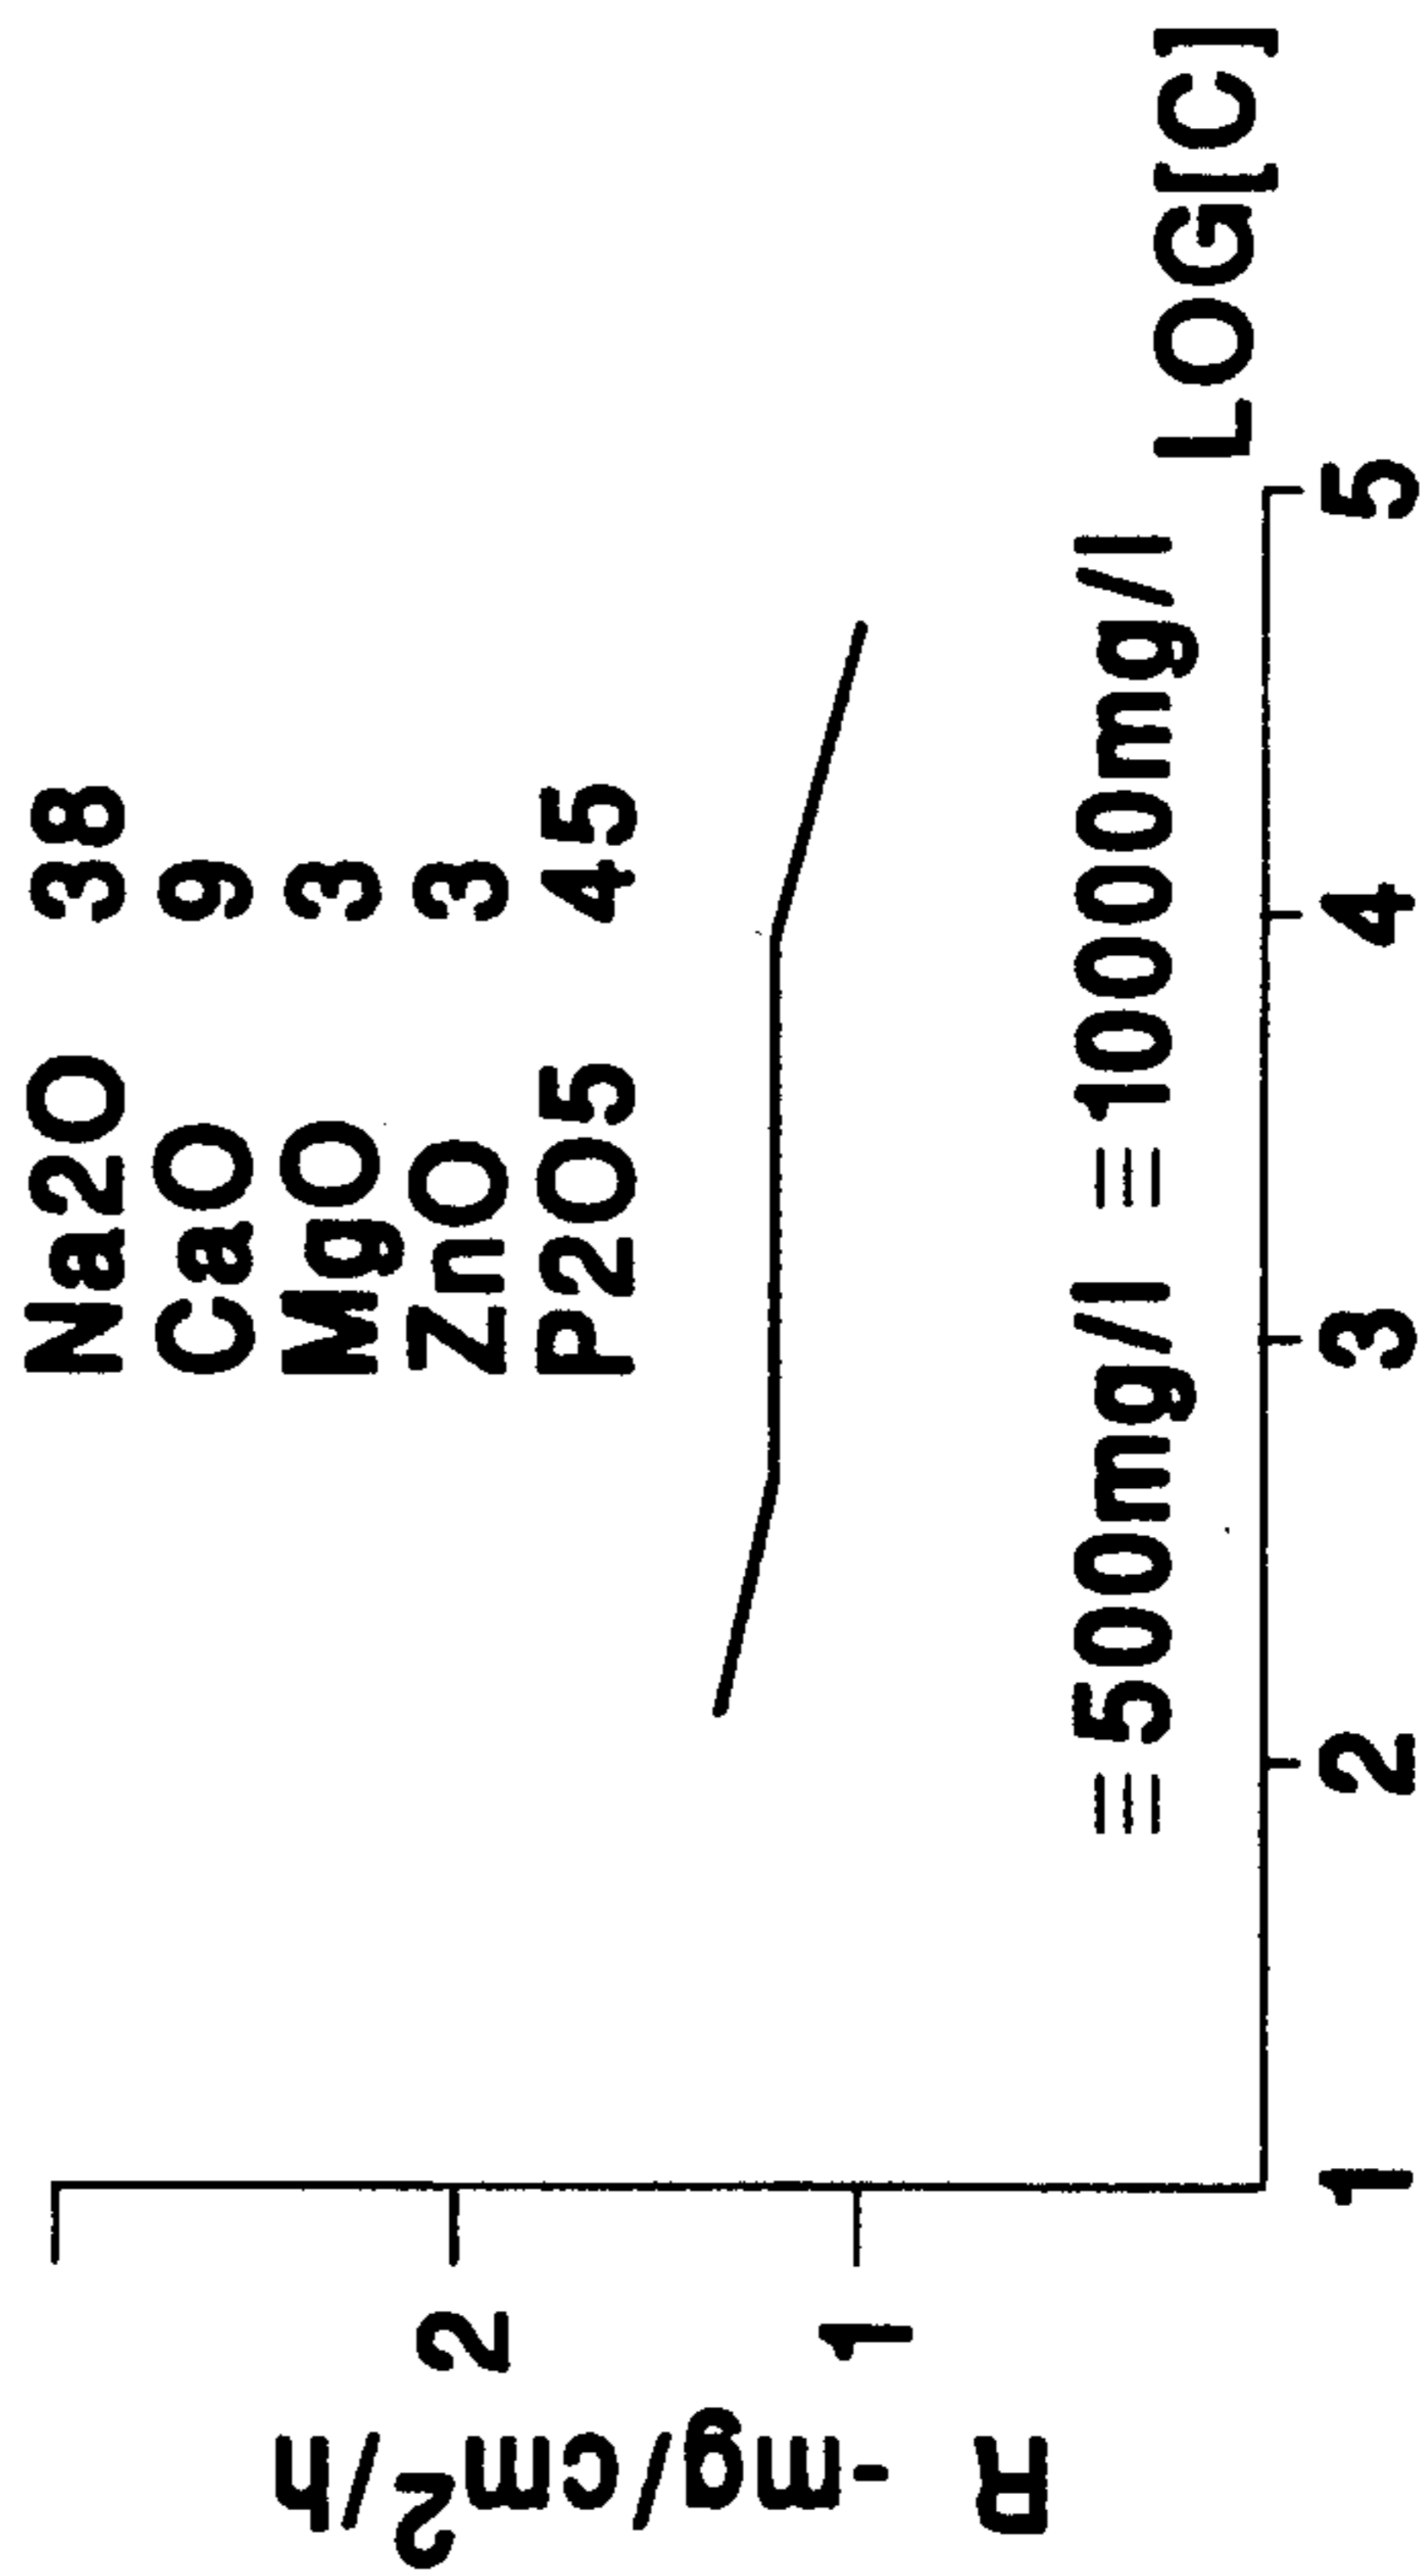 Na2O 38
CaO 9
MgO 3
ZnO 3
P2O5 45
R -mg/cm²/h
2
1
≡500mg/l ≡10000mg/l
1 2 3 4 5
LOG[C]